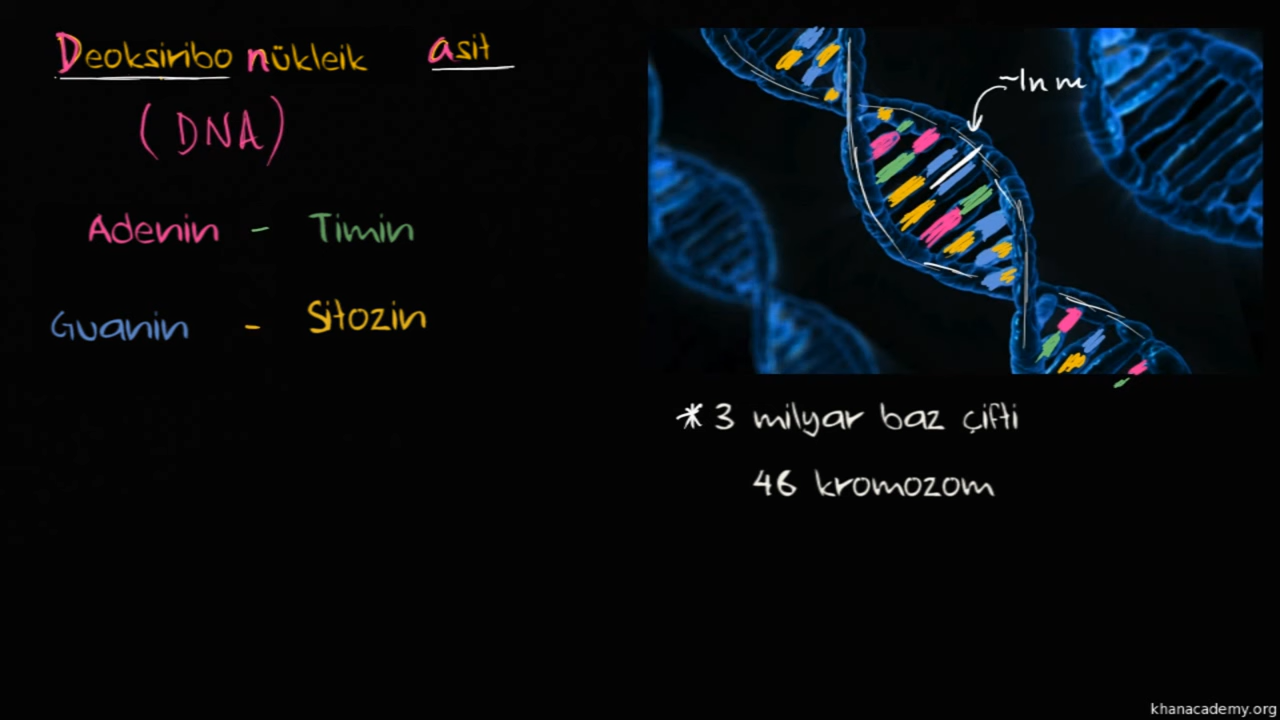 Deoksiribo nükleik asit
(DNA)
Adenin - Timin
Guanin - Sitozin
~1nm
* 3 milyar baz çifti
46 kromozom
khanacademy.org